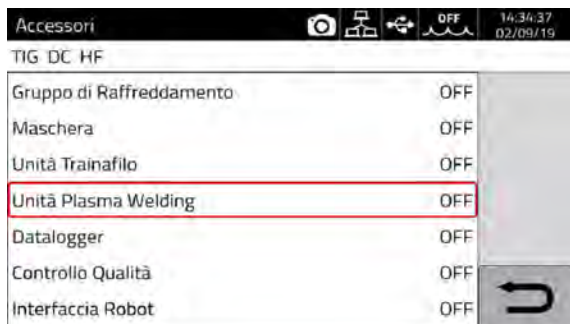 Accessori OFF 14:34:37
02/09/19
TIG DC HF
Gruppo di Raffreddamento OFF
Maschera OFF
Unità Trainafilo OFF
Unità Plasma Welding OFF
Datalogger OFF
Controllo Qualità OFF
Interfaccia Robot OFF